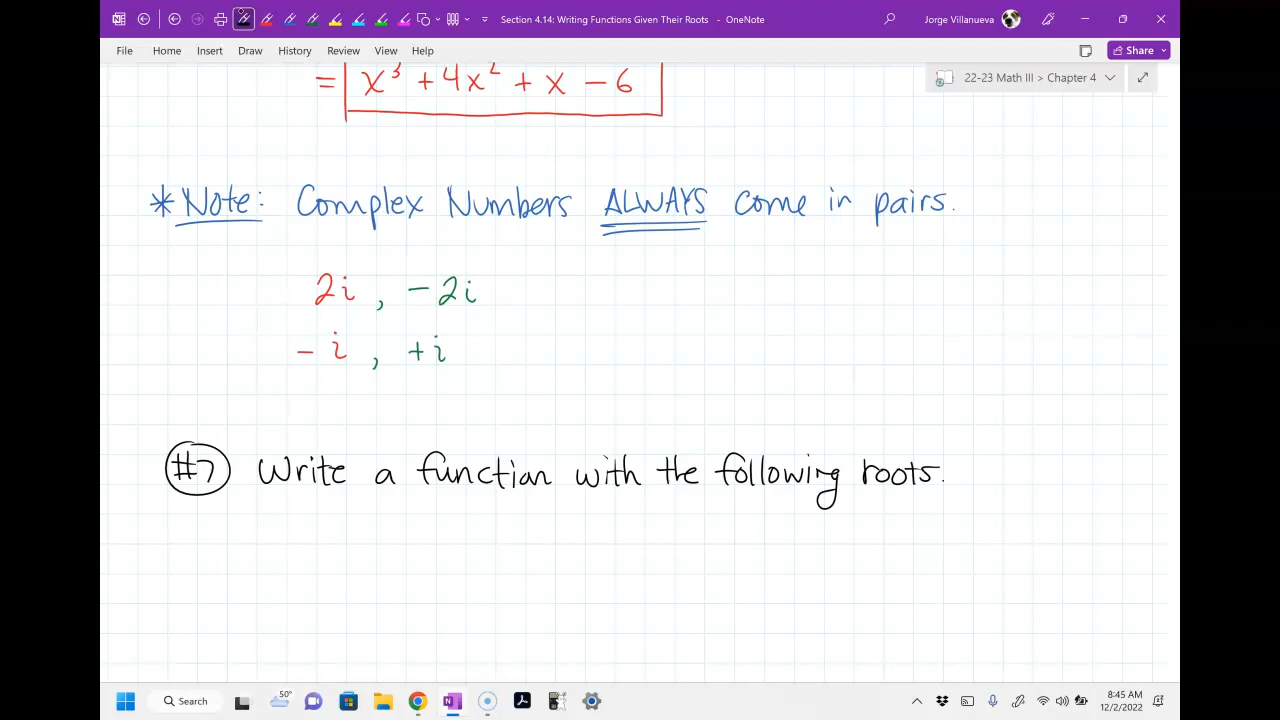 Section 4.14: Writing Functions Given Their Roots - OneNote
Jorge Villanueva
File Home Insert Draw History Review View Help
Share
22-23 Math III > Chapter 4
= x³ + 4x² + x − 6
*Note: Complex Numbers ALWAYS come in pairs.
2i , −2i
− i , +i
#7 Write a function with the following roots.
Search
50°
8:45 AM
12/2/2022